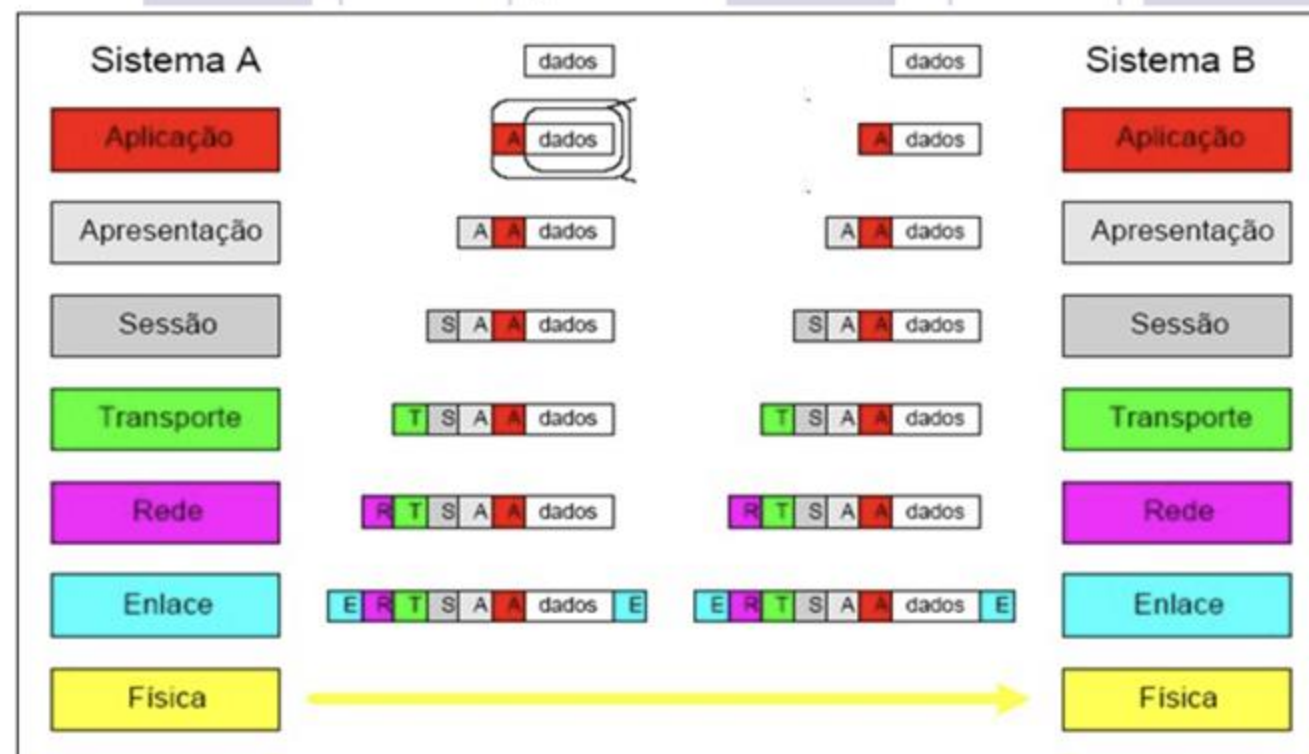 Sistema A dados dados Sistema B
Aplicação A dados A dados Aplicação
Apresentação A A dados A A dados Apresentação
Sessão S A A dados S A A dados Sessão
Transporte T S A A dados T S A A dados Transporte
Rede R T S A A dados R T S A A dados Rede
Enlace E R T S A A dados E E R T S A A dados E Enlace
Física Física